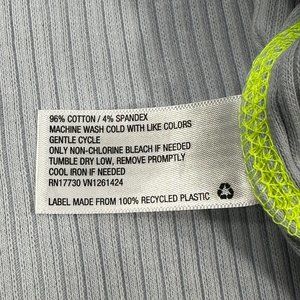 96% COTTON / 4% SPANDEX
MACHINE WASH COLD WITH LIKE COLORS
GENTLE CYCLE
ONLY NON-CHLORINE BLEACH IF NEEDED
TUMBLE DRY LOW, REMOVE PROMPTLY
COOL IRON IF NEEDED
RN17730 VN1261424
LABEL MADE FROM 100% RECYCLED PLASTIC